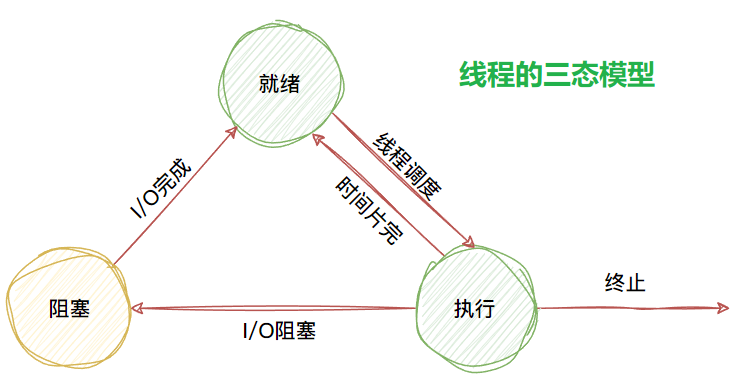 线程的三态模型
就绪
线程调度
时间片完
I/O完成
阻塞
I/O阻塞
执行
终止